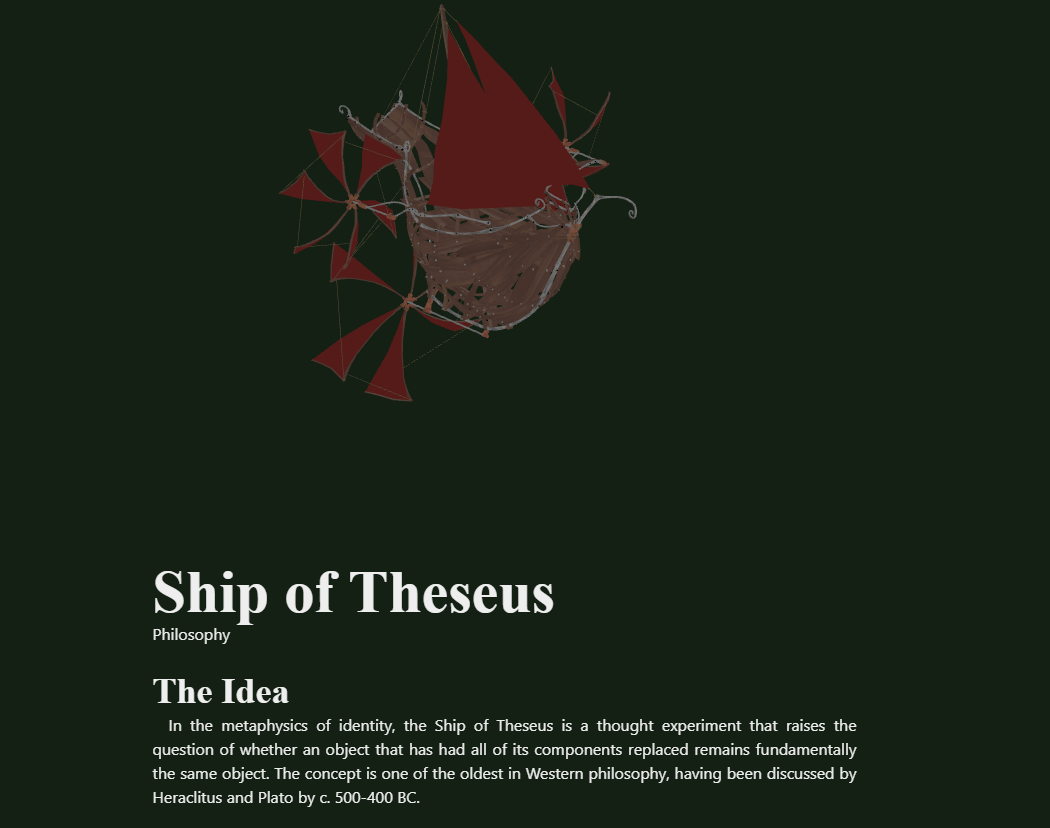 Ship of Theseus
Philosophy
The Idea
In the metaphysics of identity, the Ship of Theseus is a thought experiment that raises the
question of whether an object that has had all of its components replaced remains fundamentally
the same object. The concept is one of the oldest in Western philosophy, having been discussed by
Heraclitus and Plato by c. 500-400 BC.